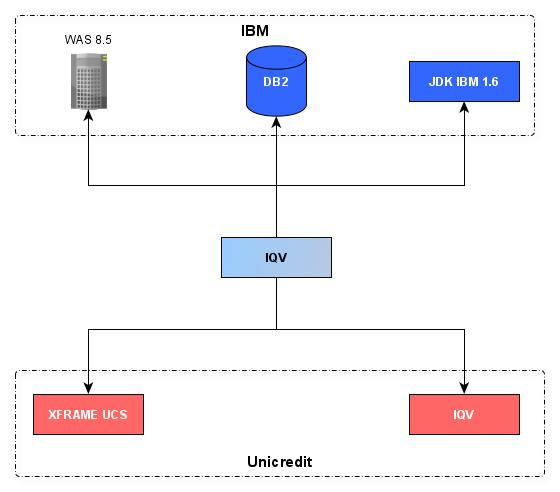 IBM
WAS 8.5
DB2
JDK IBM 1.6
IQV
XFRAME UCS
IQV
Unicredit